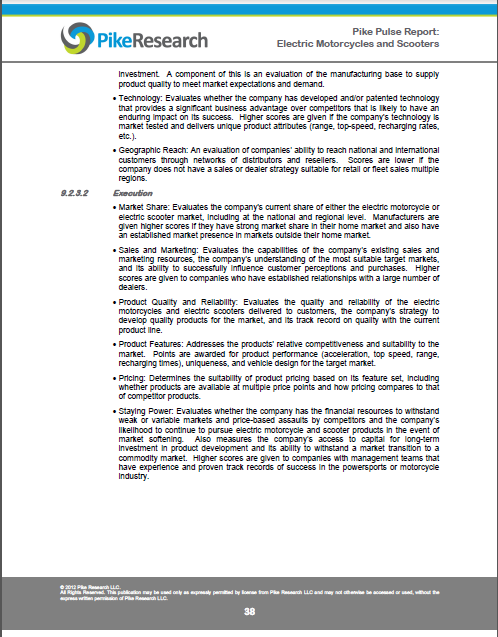 PikeResearch
Pike Pulse Report:
Electric Motorcycles and Scooters
investment. A component of this is an evaluation of the manufacturing base to supply
product quality to meet market expectations and demand.
• Technology: Evaluates whether the company has developed and/or patented technology
that provides a significant business advantage over competitors that is likely to have an
enduring impact on its success. Higher scores are given if the company's technology is
market tested and delivers unique product attributes (range, top-speed, recharging rates,
etc.).
• Geographic Reach: An evaluation of companies' ability to reach national and international
customers through networks of distributors and resellers. Scores are lower if the
company does not have a sales or dealer strategy suitable for retail or fleet sales multiple
regions.
9.2.3.2 Execution
• Market Share: Evaluates the company's current share of either the electric motorcycle or
electric scooter market, including at the national and regional level. Manufacturers are
given higher scores if they have strong market share in their home market and also have
an established market presence in markets outside their home market.
• Sales and Marketing: Evaluates the capabilities of the company's existing sales and
marketing resources, the company's understanding of the most suitable target markets,
and its ability to successfully influence customer perceptions and purchases. Higher
scores are given to companies who have established relationships with a large number of
dealers.
• Product Quality and Reliability: Evaluates the quality and reliability of the electric
motorcycles and electric scooters delivered to customers, the company's strategy to
develop quality products for the market, and its track record on quality with the current
product line.
• Product Features: Addresses the products' relative competitiveness and suitability to the
market. Points are awarded for product performance (acceleration, top speed, range,
recharging times), uniqueness, and vehicle design for the target market.
• Pricing: Determines the suitability of product pricing based on its feature set, including
whether products are available at multiple price points and how pricing compares to that
of competitor products.
• Staying Power: Evaluates whether the company has the financial resources to withstand
weak or variable markets and price-based assaults by competitors and the company's
likelihood to continue to pursue electric motorcycle and scooter products in the event of
market softening. Also measures the company's access to capital for long-term
investment in product development and its ability to withstand a market transition to a
commodity market. Higher scores are given to companies with management teams that
have experience and proven track records of success in the powersports or motorcycle
industry.
© 2012 Pike Research LLC.
All Rights Reserved. This publication may be used only as expressly permitted by license from Pike Research LLC and may not otherwise be accessed or used, without the
express written permission of Pike Research LLC.
38